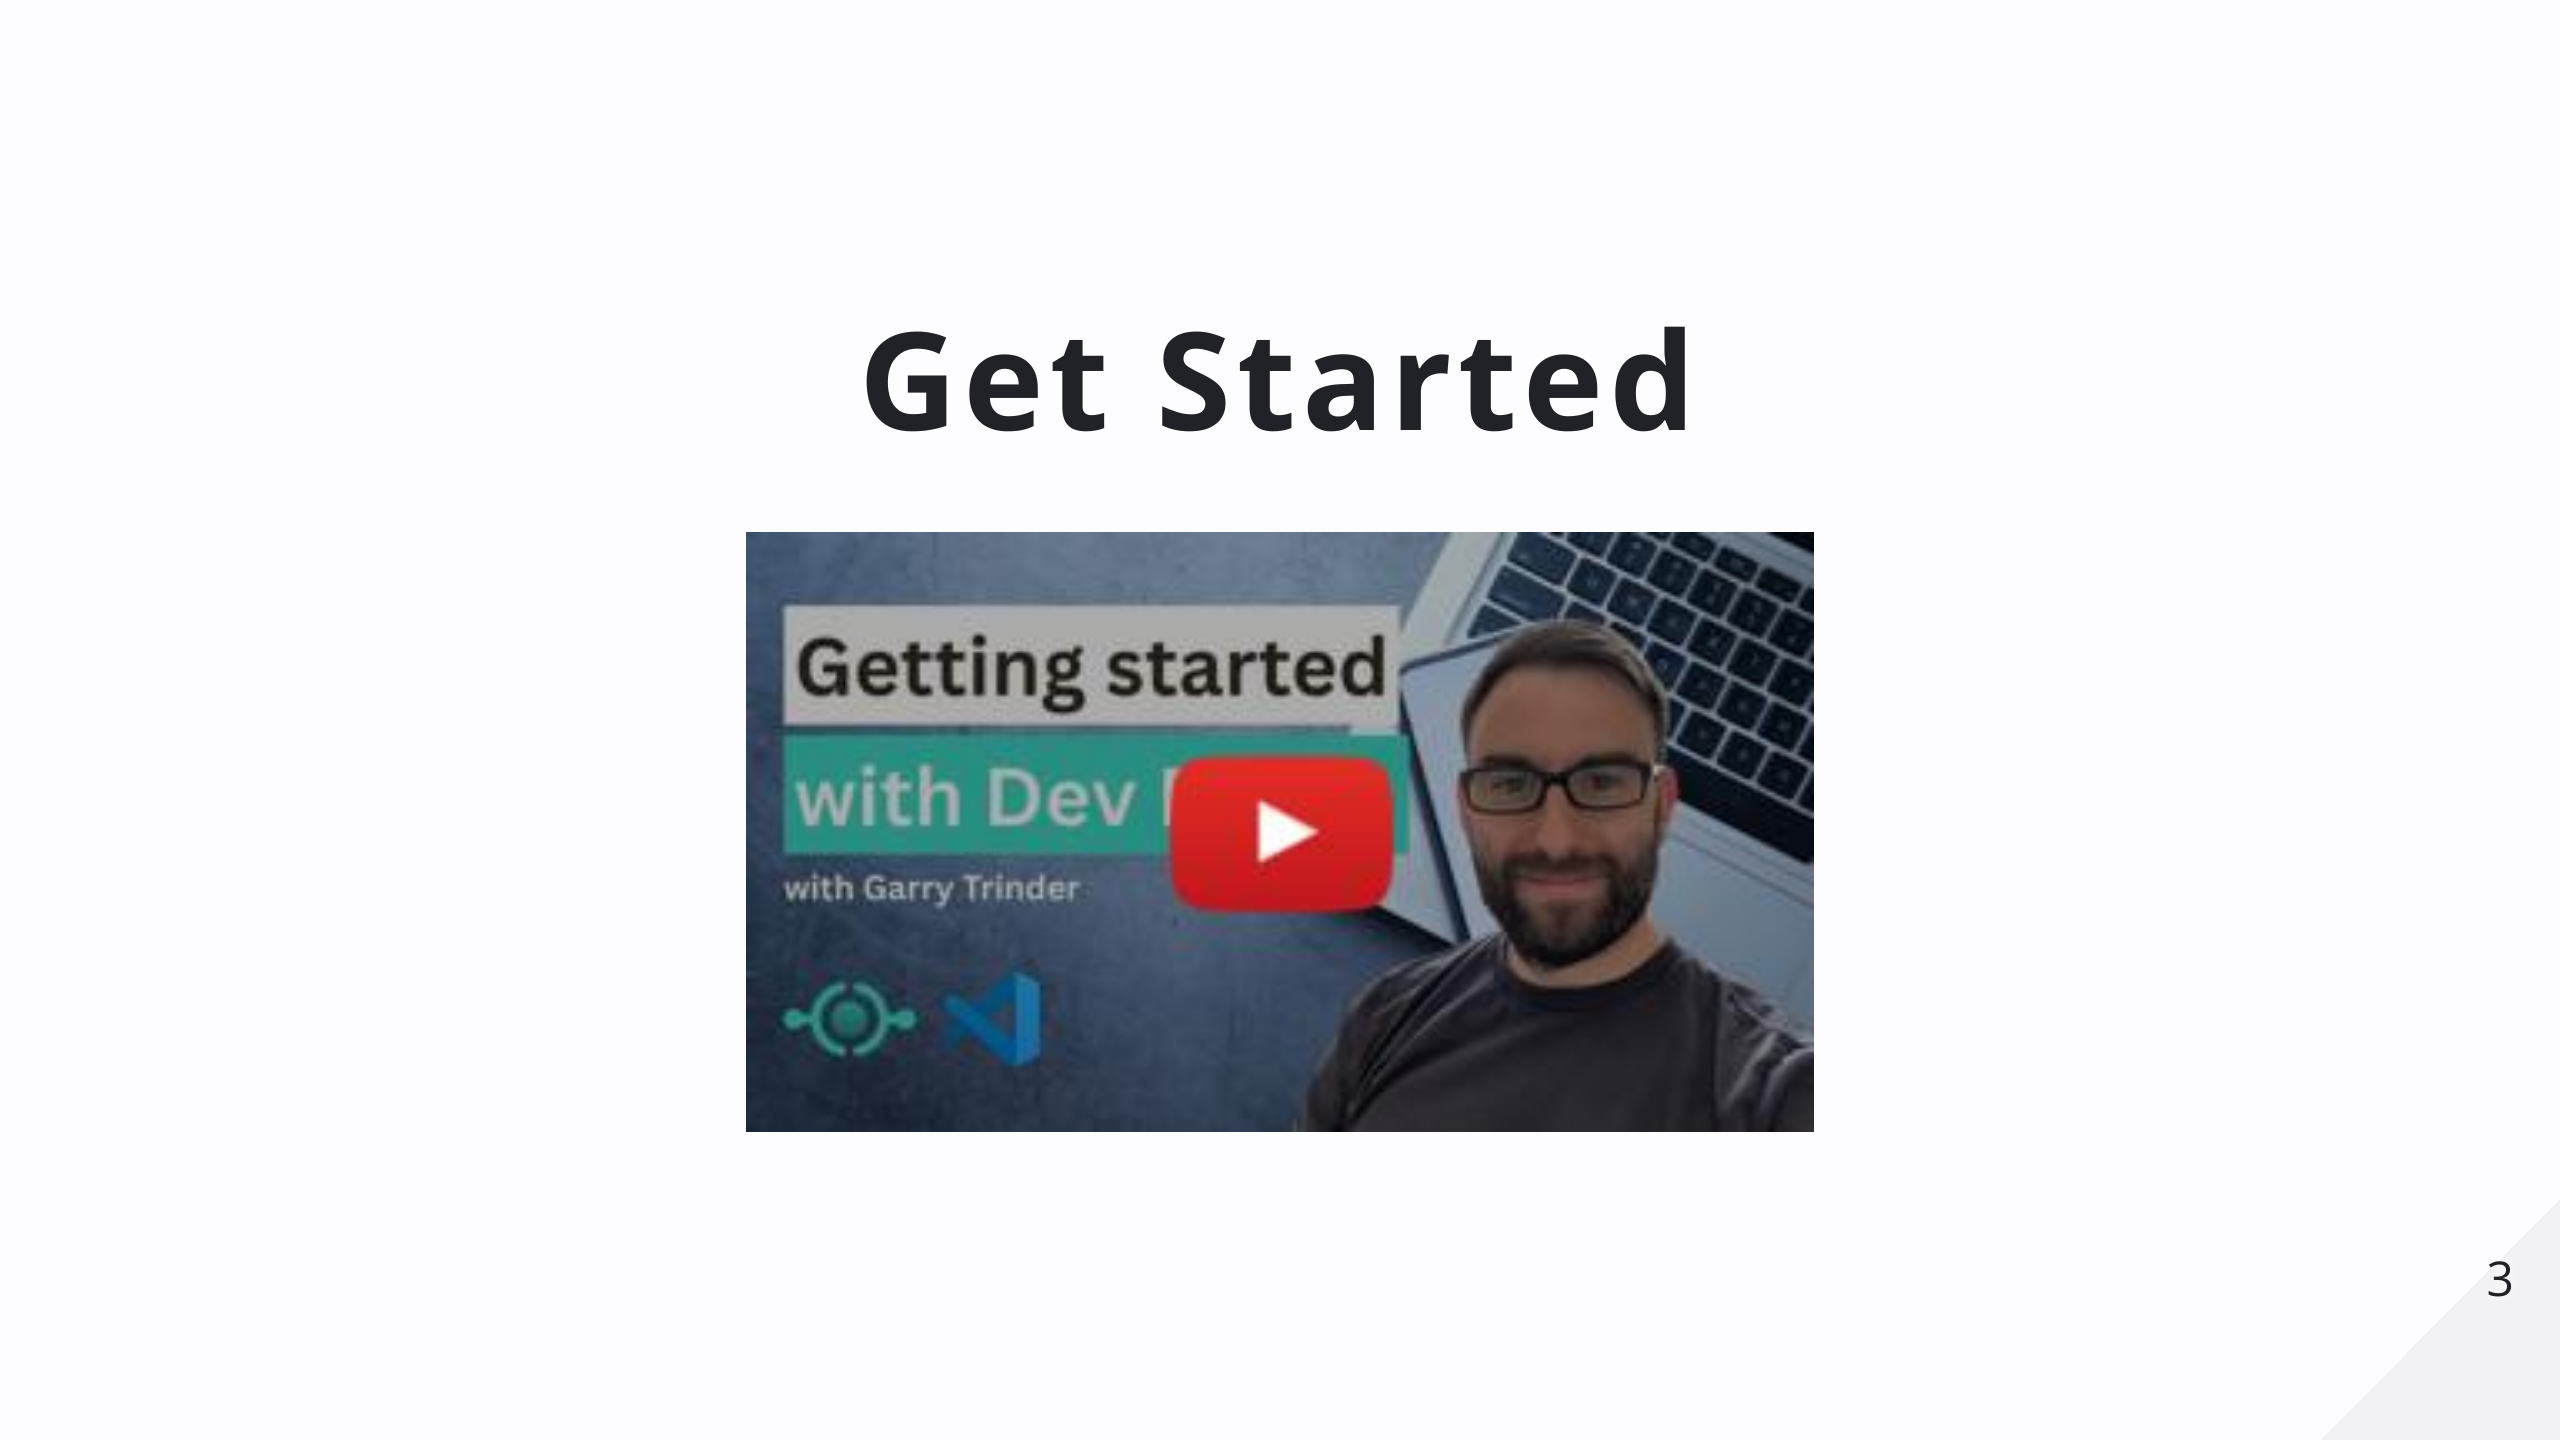 Get Started
Getting started
with Dev
with Garry Trinder
3